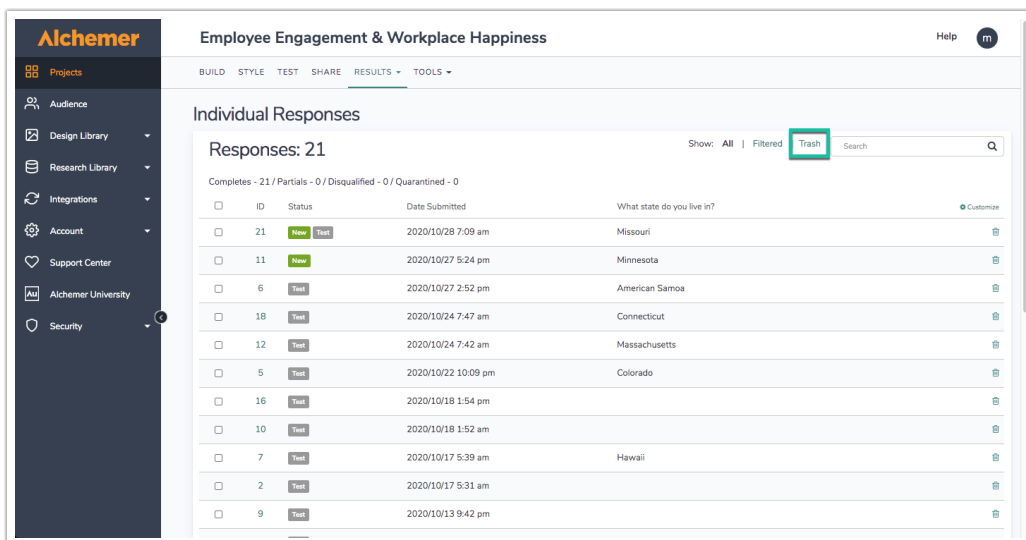 Alchemer
Employee Engagement & Workplace Happiness
Help
m
Projects
BUILD STYLE TEST SHARE RESULTS TOOLS
Audience
Design Library
Research Library
Integrations
Account
Support Center
Au Alchemer University
Security
Individual Responses
Responses: 21
Show: All | Filtered Trash Search
Completes - 21 / Partials - 0 / Disqualified - 0 / Quarantined - 0
ID Status Date Submitted What state do you live in? Customize
21 New Test 2020/10/28 7:09 am Missouri
11 New 2020/10/27 5:24 pm Minnesota
6 Test 2020/10/27 2:52 pm American Samoa
18 Test 2020/10/24 7:47 am Connecticut
12 Test 2020/10/24 7:42 am Massachusetts
5 Test 2020/10/22 10:09 pm Colorado
16 Test 2020/10/18 1:54 pm
10 Test 2020/10/18 1:52 am
7 Test 2020/10/17 5:39 am Hawaii
2 Test 2020/10/17 5:31 am
9 Test 2020/10/13 9:42 pm